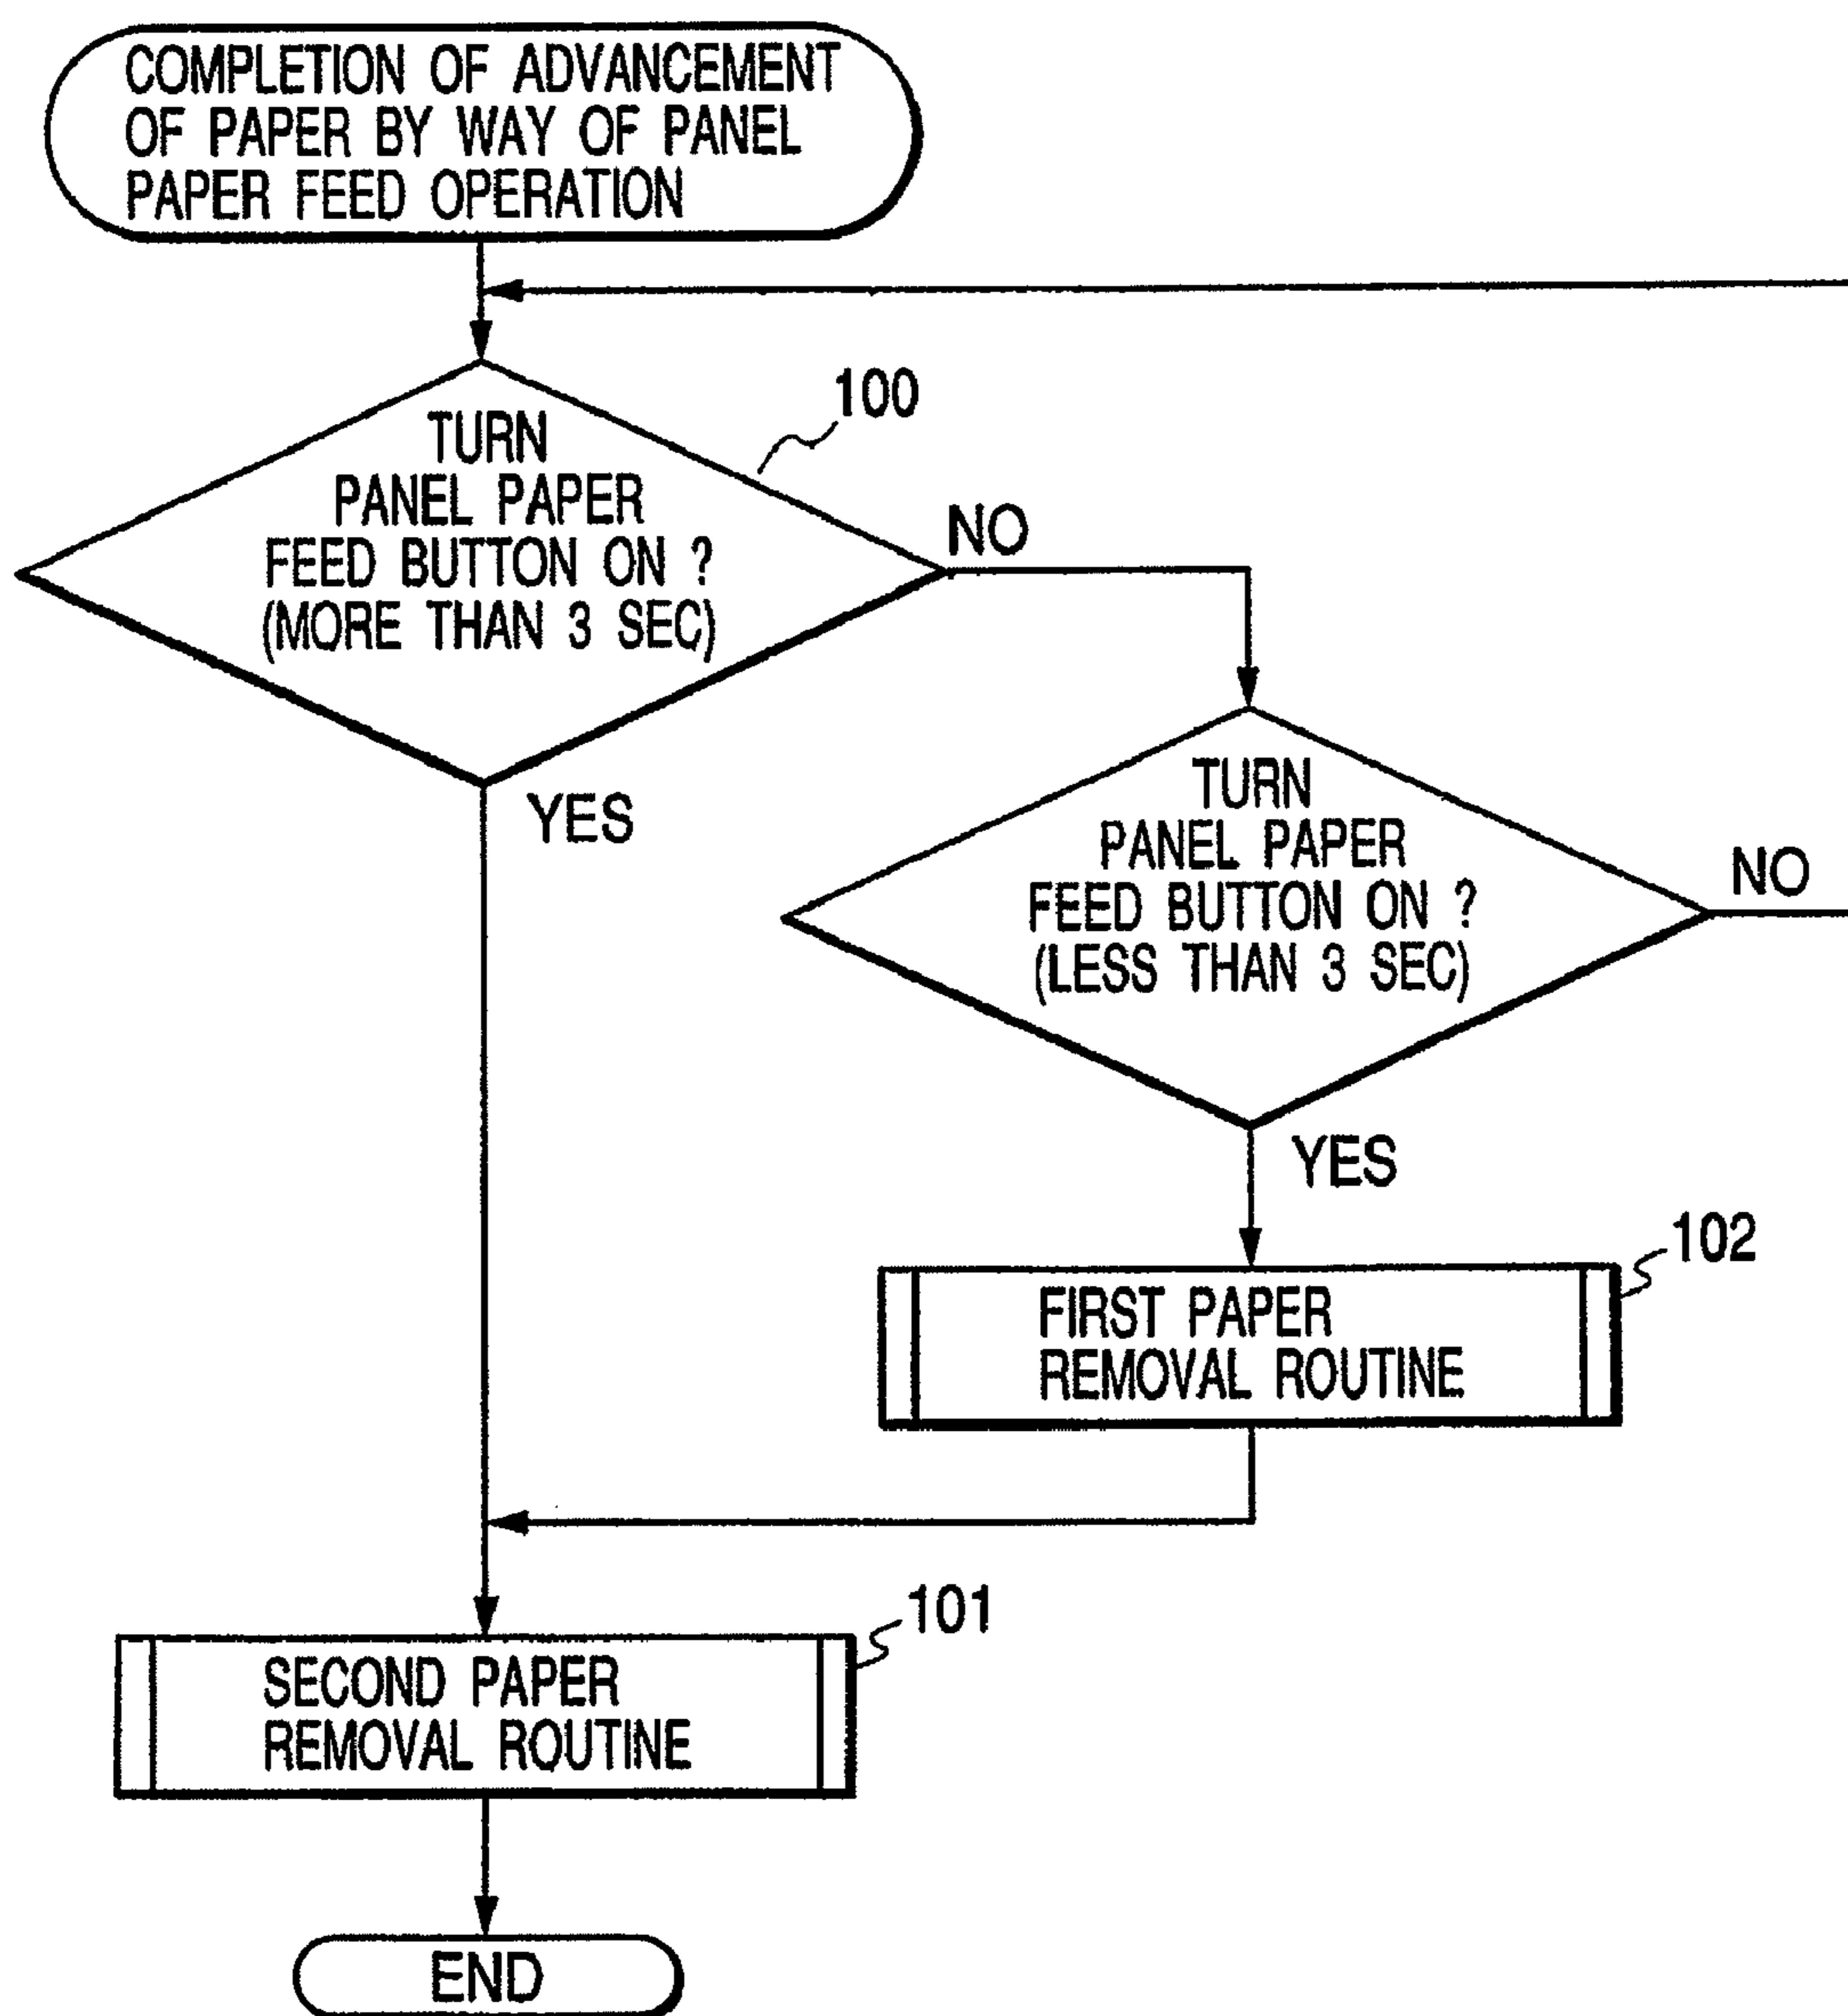 COMPLETION OF ADVANCEMENT
OF PAPER BY WAY OF PANEL
PAPER FEED OPERATION
100
TURN
PANEL PAPER
FEED BUTTON ON ?
(MORE THAN 3 SEC)
NO
YES
TURN
PANEL PAPER
FEED BUTTON ON ?
(LESS THAN 3 SEC)
NO
YES
102
FIRST PAPER
REMOVAL ROUTINE
101
SECOND PAPER
REMOVAL ROUTINE
END